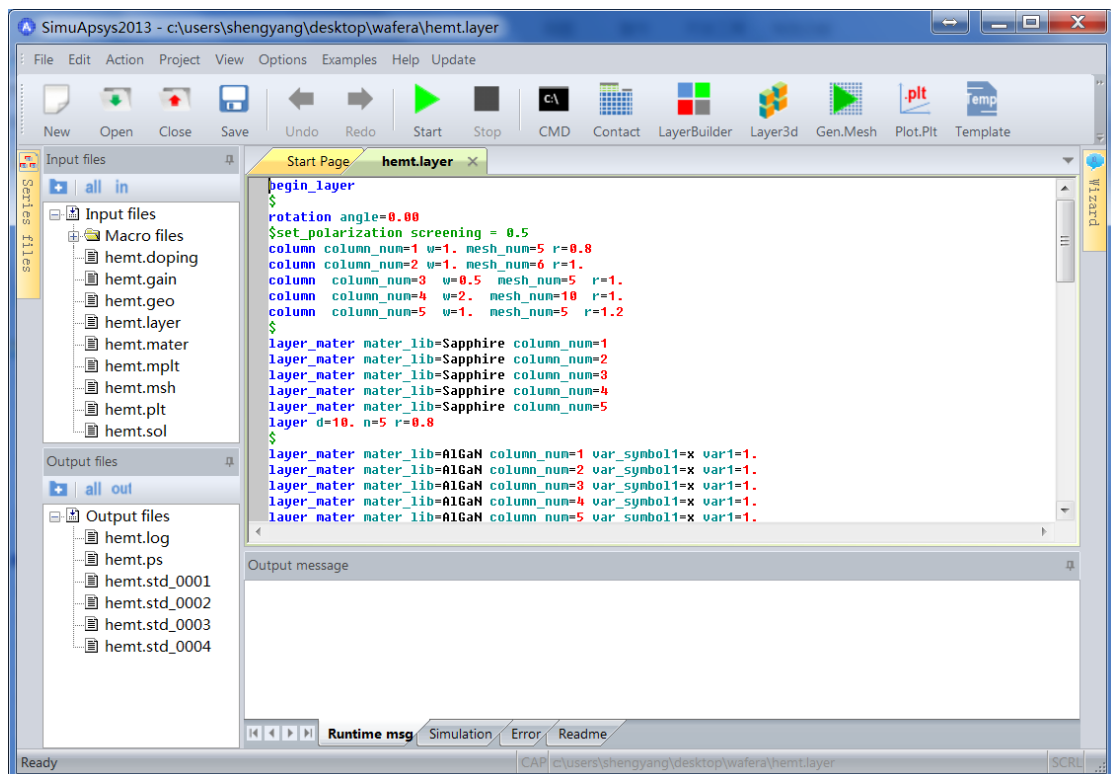 SimuApsys2013 - c:\users\shengyang\desktop\wafera\hemt.layer
File Edit Action Project View Options Examples Help Update
C:\ .plt Temp
New Open Close Save Undo Redo Start Stop CMD Contact LayerBuilder Layer3d Gen.Mesh Plot.Plt Template
Series files
Input files
all in
Input files
Macro files
hemt.doping
hemt.gain
hemt.geo
hemt.layer
hemt.mater
hemt.mplt
hemt.msh
hemt.plt
hemt.sol
Output files
all out
Output files
hemt.log
hemt.ps
hemt.std_0001
hemt.std_0002
hemt.std_0003
hemt.std_0004
Start Page hemt.layer
begin_layer
$
rotation angle=0.00
$set_polarization screening = 0.5
column column_num=1 w=1. mesh_num=5 r=0.8
column column_num=2 w=1. mesh_num=6 r=1.
column  column_num=3  w=0.5  mesh_num=5  r=1.
column  column_num=4  w=2.  mesh_num=10  r=1.
column  column_num=5  w=1.  mesh_num=5  r=1.2
$
layer_mater mater_lib=Sapphire column_num=1
layer_mater mater_lib=Sapphire column_num=2
layer_mater mater_lib=Sapphire column_num=3
layer_mater mater_lib=Sapphire column_num=4
layer_mater mater_lib=Sapphire column_num=5
layer d=10. n=5 r=0.8
$
layer_mater mater_lib=AlGaN column_num=1 var_symbol1=x var1=1.
layer_mater mater_lib=AlGaN column_num=2 var_symbol1=x var1=1.
layer_mater mater_lib=AlGaN column_num=3 var_symbol1=x var1=1.
layer_mater mater_lib=AlGaN column_num=4 var_symbol1=x var1=1.
layer_mater mater_lib=AlGaN column_num=5 var_symbol1=x var1=1.
Wizard
Output message
Runtime msg Simulation Error Readme
Ready CAP c:\users\shengyang\desktop\wafera\hemt.layer SCRL